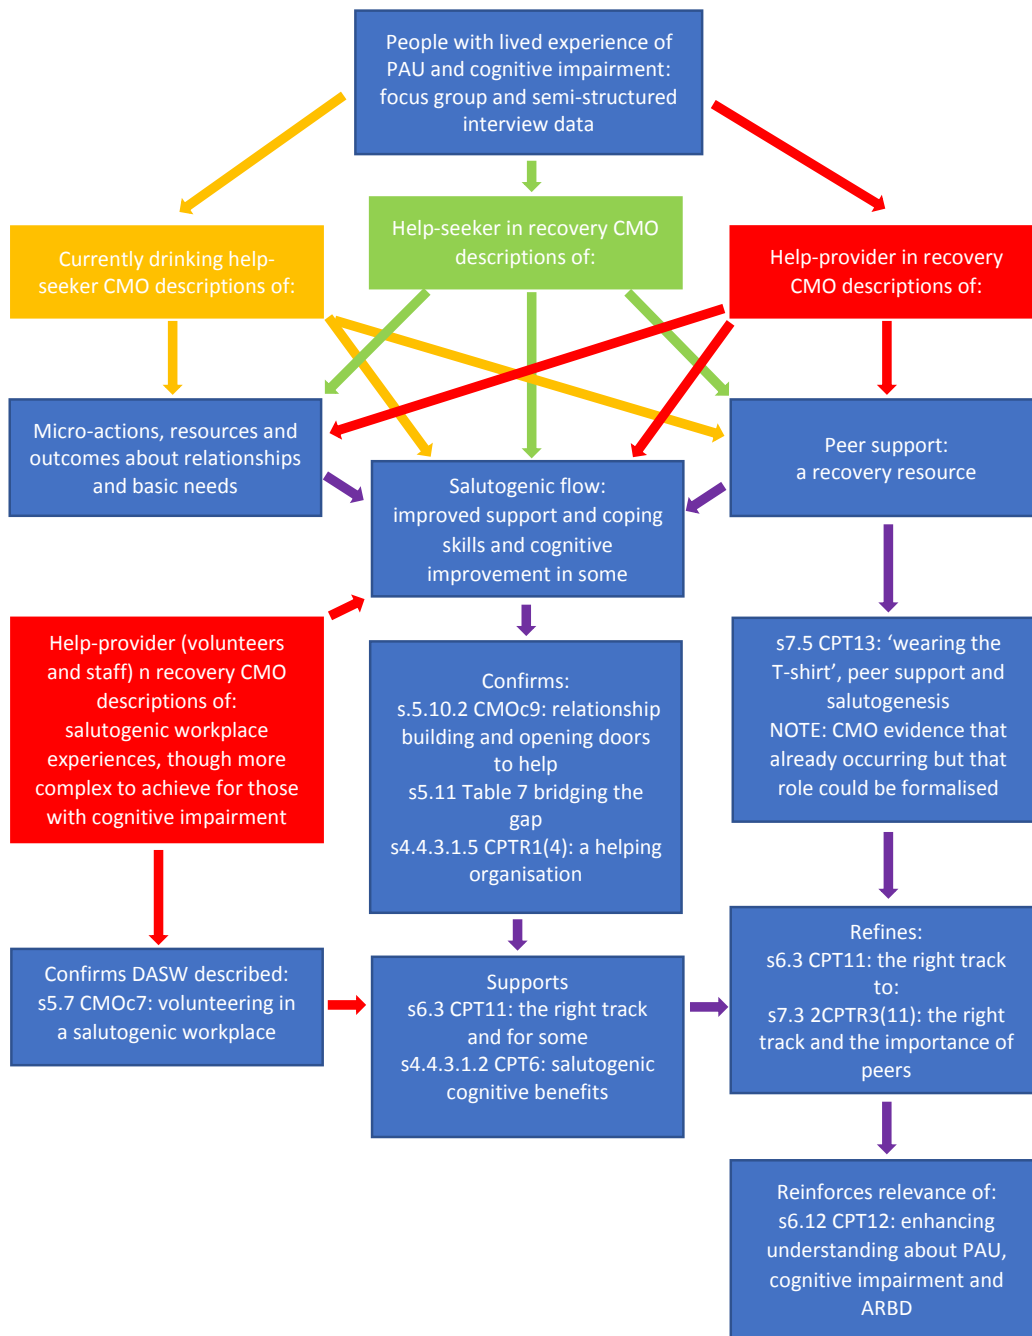 People with lived experience of
PAU and cognitive impairment:
focus group and semi-structured
interview data
Currently drinking help-
seeker CMO descriptions of:
Help-seeker in recovery CMO
descriptions of:
Help-provider in recovery
CMO descriptions of:
Micro-actions, resources and
outcomes about relationships
and basic needs
Salutogenic flow:
improved support and coping
skills and cognitive
improvement in some
Peer support:
a recovery resource
Help-provider (volunteers
and staff) n recovery CMO
descriptions of:
salutogenic workplace
experiences, though more
complex to achieve for those
with cognitive impairment
Confirms:
s.5.10.2 CMOc9: relationship
building and opening doors
to help
s5.11 Table 7 bridging the
gap
s4.4.3.1.5 CPTR1(4): a helping
organisation
s7.5 CPT13: ‘wearing the
T-shirt’, peer support and
salutogenesis
NOTE: CMO evidence that
already occurring but that
role could be formalised
Confirms DASW described:
s5.7 CMOc7: volunteering in
a salutogenic workplace
Supports
s6.3 CPT11: the right track
and for some
s4.4.3.1.2 CPT6: salutogenic
cognitive benefits
Refines:
s6.3 CPT11: the right track
to:
s7.3 2CPTR3(11): the right
track and the importance of
peers
Reinforces relevance of:
s6.12 CPT12: enhancing
understanding about PAU,
cognitive impairment and
ARBD